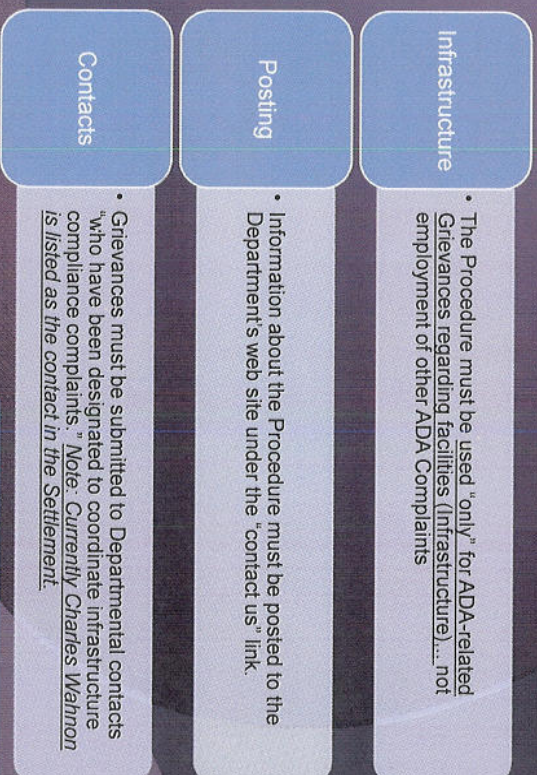 Infrastructure
• The Procedure must be used "only" for ADA-related
Grievances regarding facilities (Infrastructure)... not
employment of other ADA Complaints
Posting
• Information about the Procedure must be posted to the
Department's web site under the "contact us" link.
Contacts
• Grievances must be submitted to Departmental contacts
"who have been designated to coordinate infrastructure
compliance complaints." Note: Currently Charles Wahnon
is listed as the contact in the Settlement.